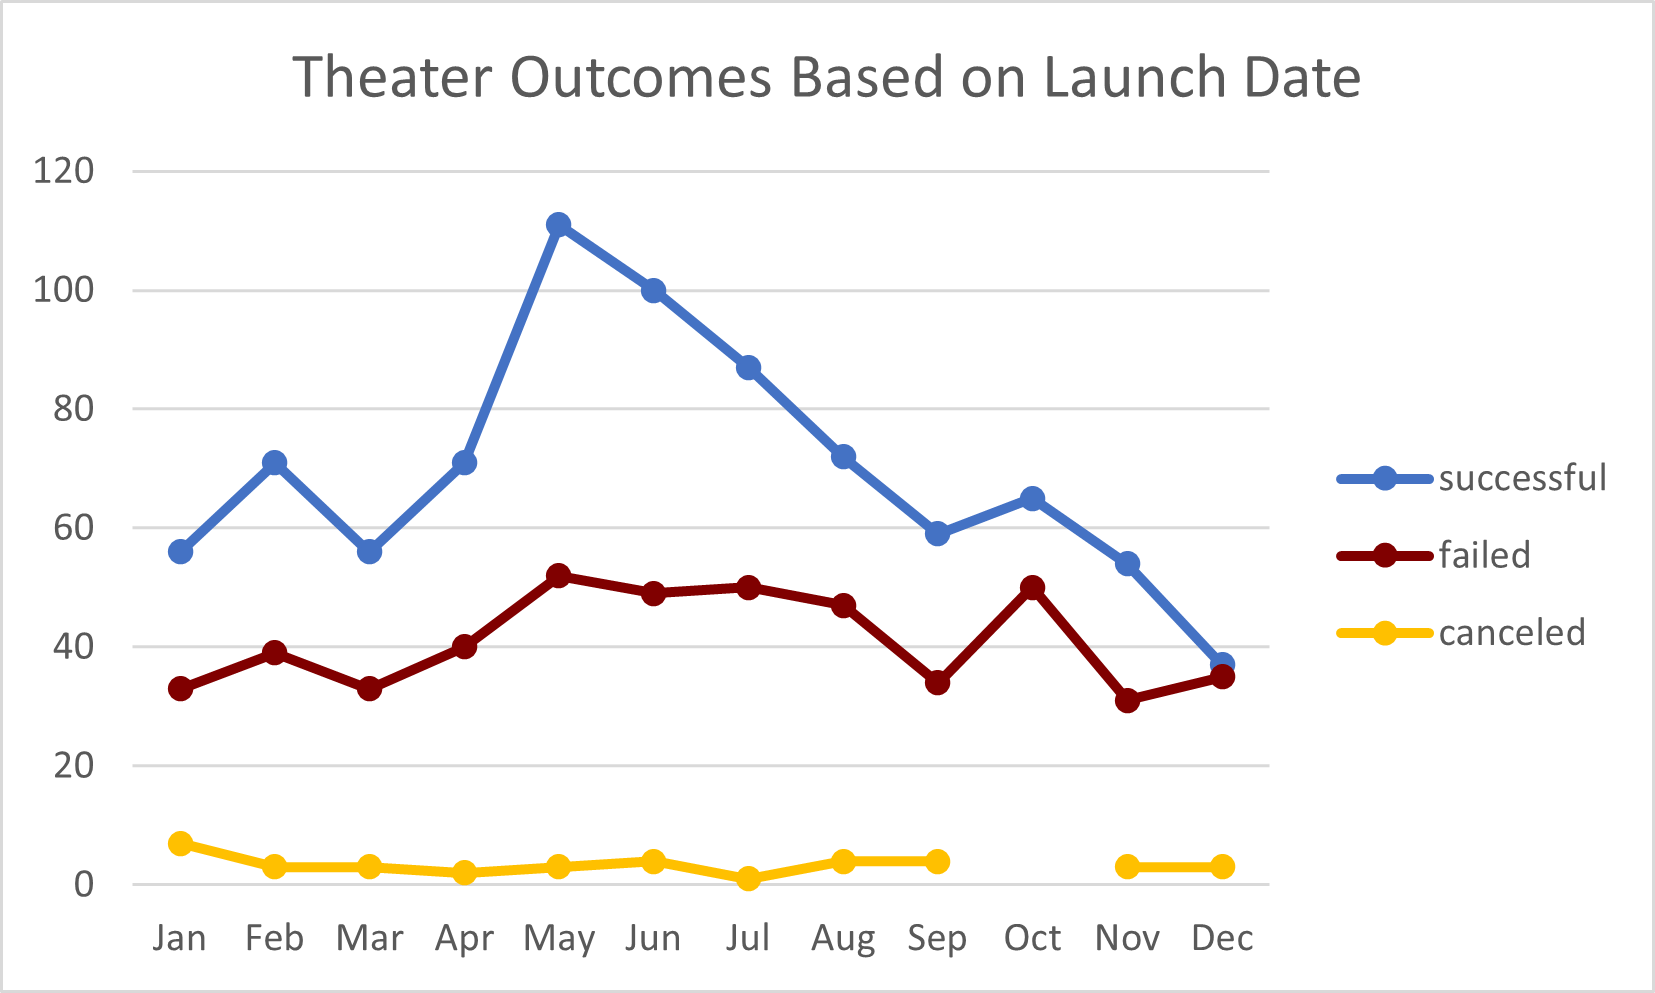 Theater Outcomes Based on Launch Date
120
100
80
60
40
20
0
Jan Feb Mar Apr May Jun Jul Aug Sep Oct Nov Dec
successful
failed
canceled